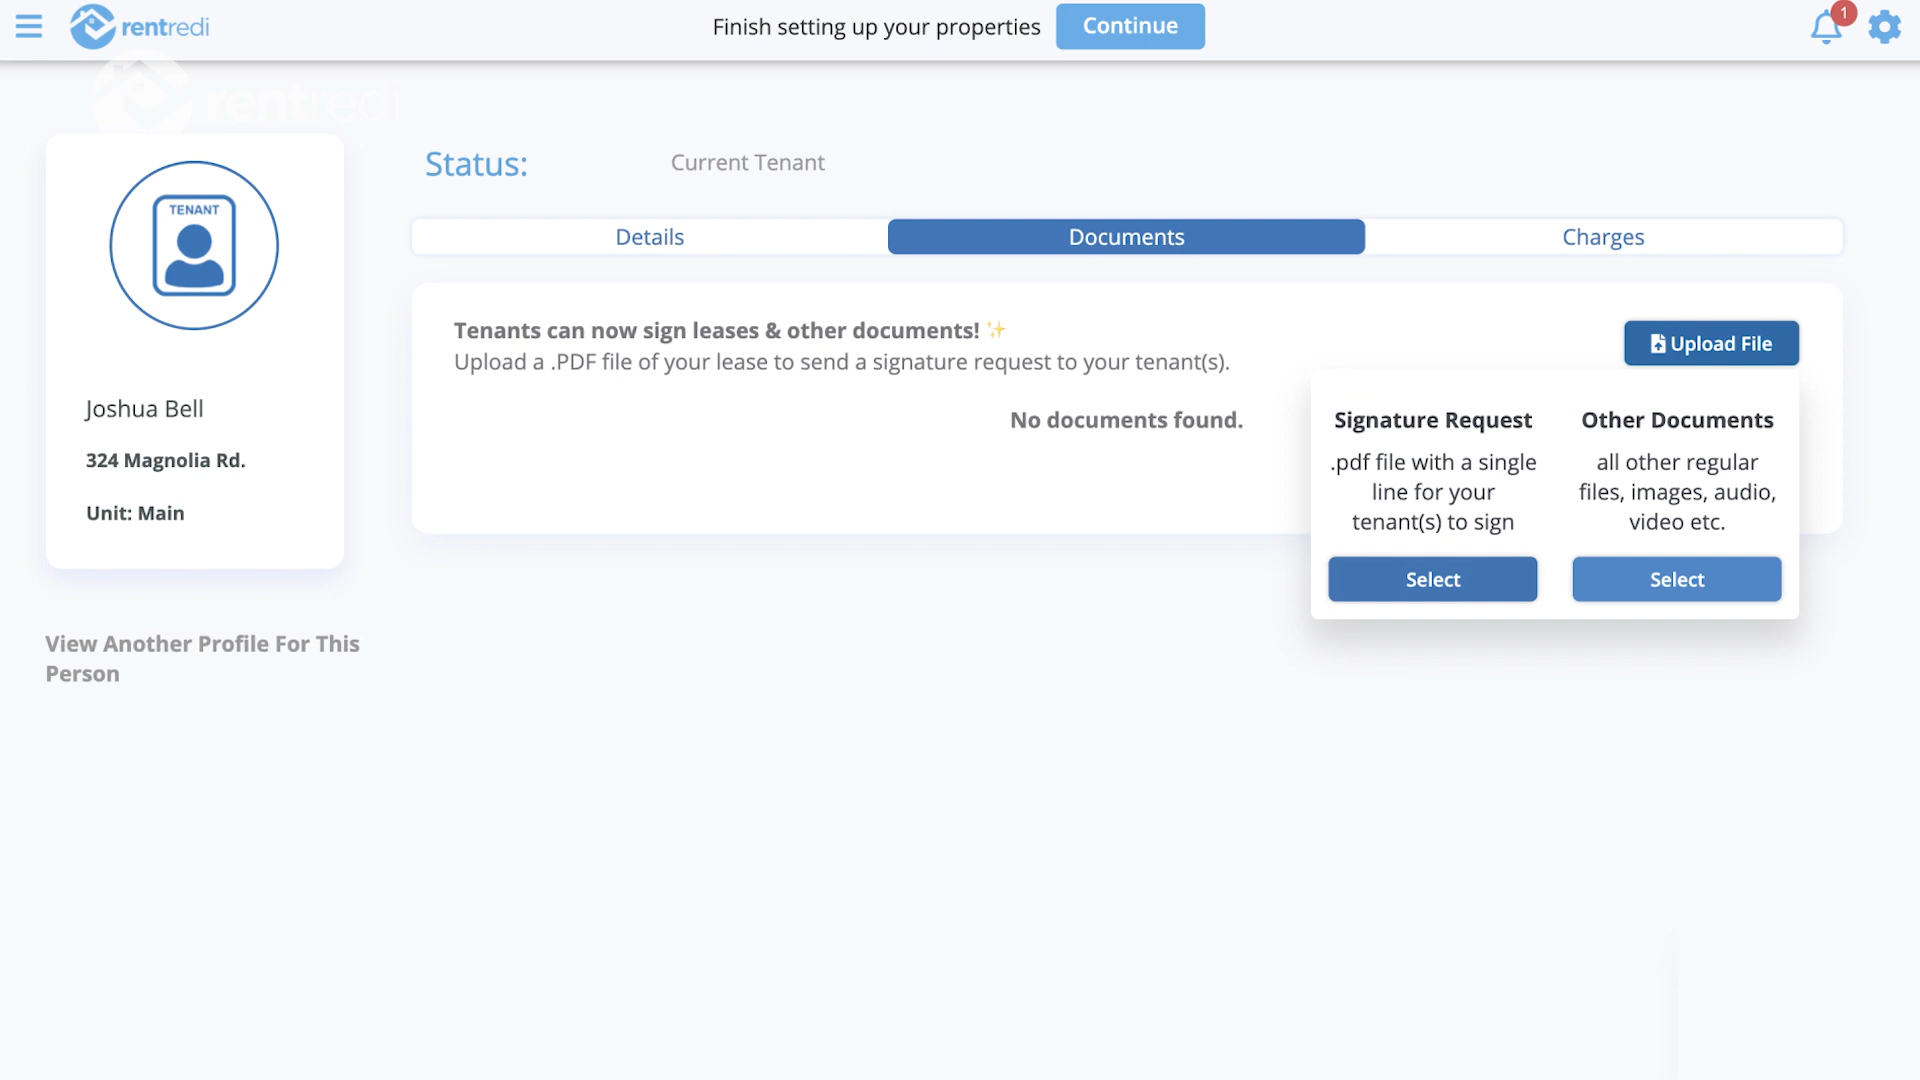 rentredi
Finish setting up your properties
Continue
1
rentredi
TENANT
Joshua Bell
324 Magnolia Rd.
Unit: Main
View Another Profile For This
Person
Status:
Current Tenant
Details
Documents
Charges
Tenants can now sign leases & other documents! ✨
Upload a .PDF file of your lease to send a signature request to your tenant(s).
Upload File
No documents found.
Signature Request
.pdf file with a single
line for your
tenant(s) to sign
Select
Other Documents
all other regular
files, images, audio,
video etc.
Select